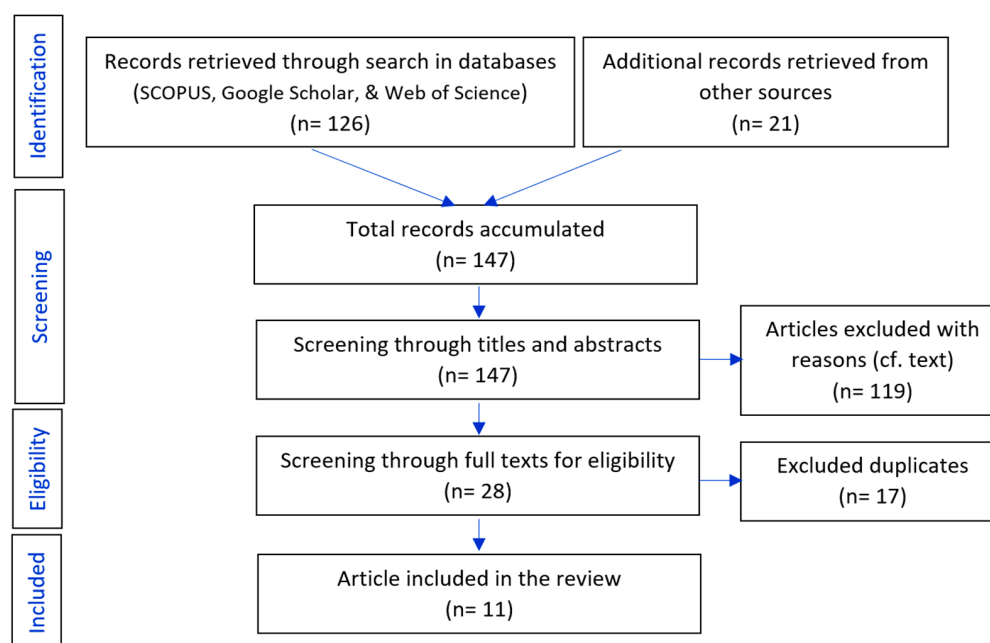 Identification
Records retrieved through search in databases
(SCOPUS, Google Scholar, & Web of Science)
(n= 126)
Additional records retrieved from
other sources
(n= 21)
Screening
Total records accumulated
(n= 147)
Screening through titles and abstracts
(n= 147)
Articles excluded with
reasons (cf. text)
(n= 119)
Eligibility
Screening through full texts for eligibility
(n= 28)
Excluded duplicates
(n= 17)
Included
Article included in the review
(n= 11)